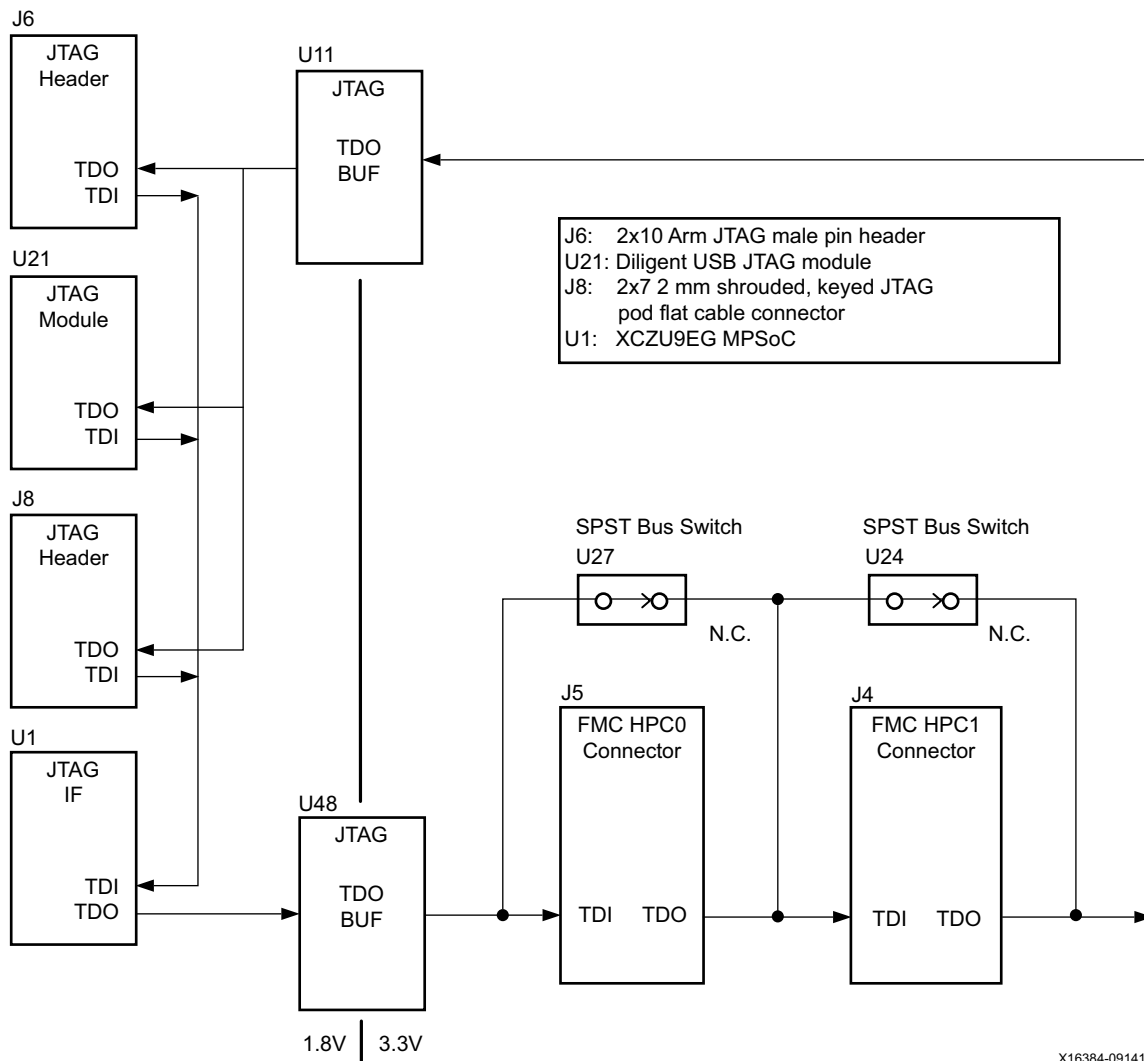 J6
JTAG
Header
TDO
TDI
U11
JTAG
TDO
BUF
J6: 2x10 Arm JTAG male pin header
U21: Diligent USB JTAG module
J8: 2x7 2 mm shrouded, keyed JTAG
pod flat cable connector
U1: XCZU9EG MPSoC
U21
JTAG
Module
TDO
TDI
J8
JTAG
Header
TDO
TDI
SPST Bus Switch
U27
N.C.
SPST Bus Switch
U24
N.C.
U1
JTAG
IF
TDI
TDO
U48
JTAG
TDO
BUF
J5
FMC HPC0
Connector
TDI TDO
J4
FMC HPC1
Connector
TDI TDO
1.8V 3.3V
X16384-09141